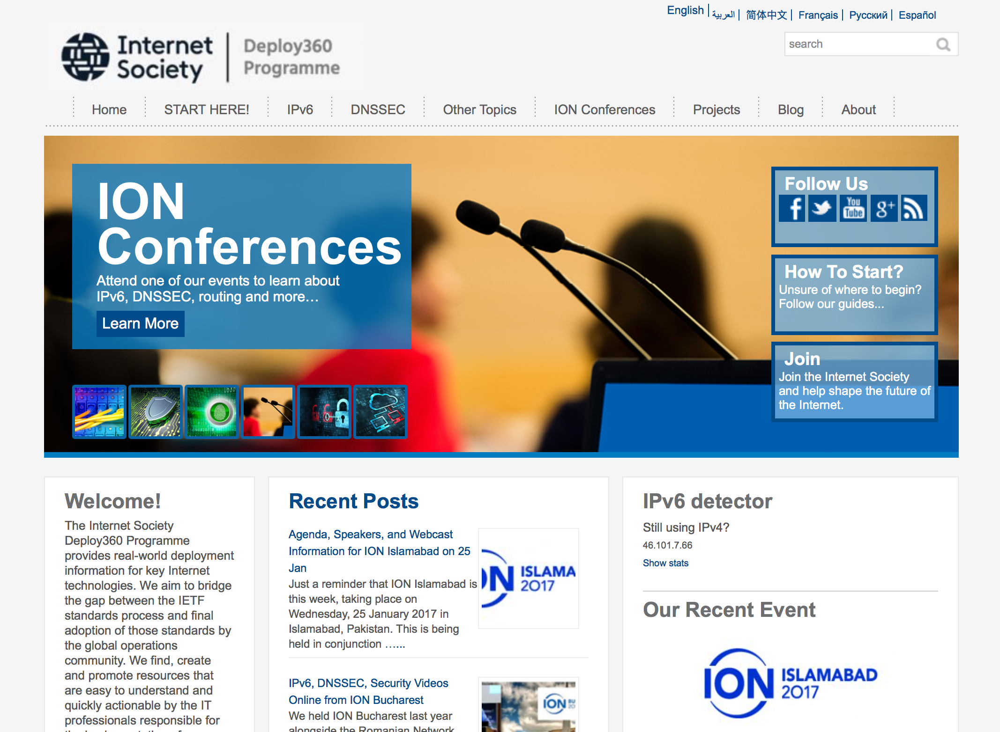 English
العربية
简体中文
Français
Русский
Español
Internet
Society
Deploy360
Programme
search
Home
START HERE!
IPv6
DNSSEC
Other Topics
ION Conferences
Projects
Blog
About
ION
Conferences
Attend one of our events to learn about
IPv6, DNSSEC, routing and more…
Learn More
Follow Us
You
Tube
g+
How To Start?
Unsure of where to begin?
Follow our guides...
Join
Join the Internet Society
and help shape the future of
the Internet.
Welcome!
The Internet Society
Deploy360 Programme
provides real-world deployment
information for key Internet
technologies. We aim to bridge
the gap between the IETF
standards process and final
adoption of those standards by
the global operations
community. We find, create
and promote resources that
are easy to understand and
quickly actionable by the IT
professionals responsible for
Recent Posts
Agenda, Speakers, and Webcast
Information for ION Islamabad on 25
Jan
Just a reminder that ION Islamabad is
this week, taking place on
Wednesday, 25 January 2017 in
Islamabad, Pakistan. This is being
held in conjunction …...
ON ISLAMA
2017
IPv6, DNSSEC, Security Videos
Online from ION Bucharest
We held ION Bucharest last year
alongside the Romanian Network
ION
IPv6 detector
Still using IPv4?
46.101.7.66
Show stats
Our Recent Event
ION ISLAMABAD
2017